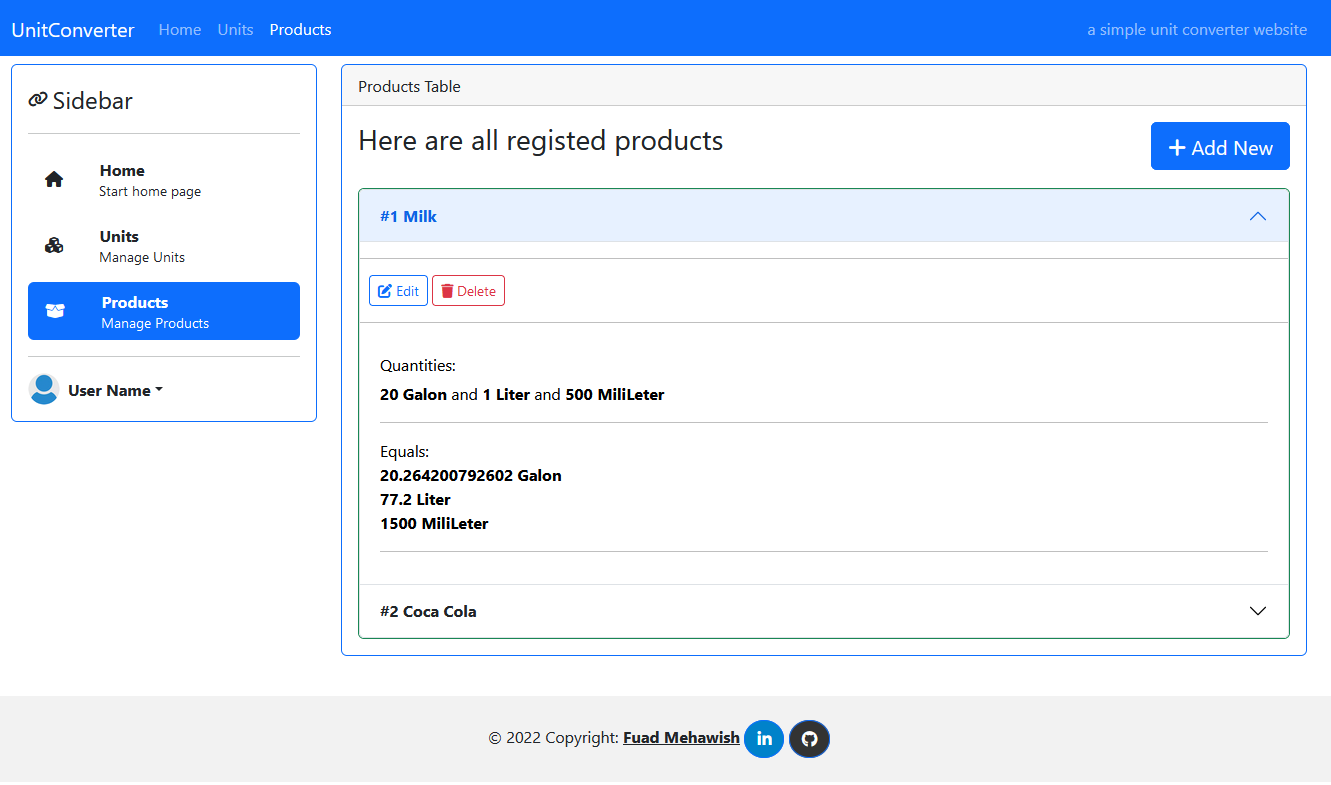 UnitConverter Home Units Products a simple unit converter website
Sidebar
Home
Start home page
Units
Manage Units
Products
Manage Products
User Name
Products Table
Here are all registed products
Add New
#1 Milk
Edit Delete
Quantities:
20 Galon and 1 Liter and 500 MiliLeter
Equals:
20.264200792602 Galon
77.2 Liter
1500 MiliLeter
#2 Coca Cola
© 2022 Copyright: Fuad Mehawish in